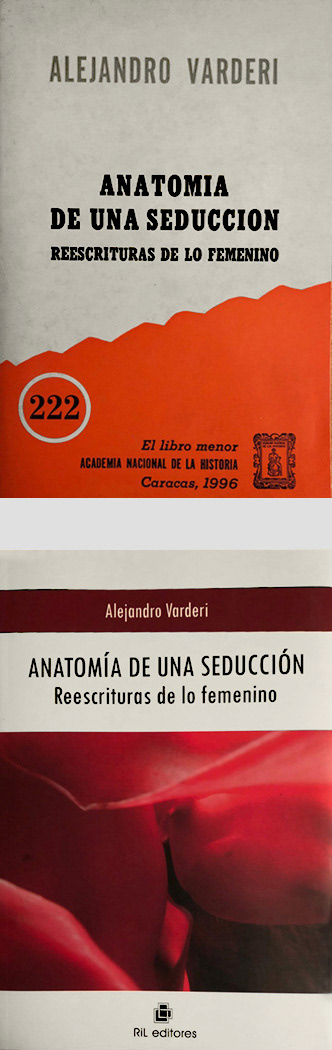 ALEJANDRO VARDERI
ANATOMIA
DE UNA SEDUCCION
REESCRITURAS DE LO FEMENINO
222
El libro menor
ACADEMIA NACIONAL DE LA HISTORIA
Caracas, 1996
Alejandro Varderi
ANATOMÍA DE UNA SEDUCCIÓN
Reescrituras de lo femenino
RiL editores